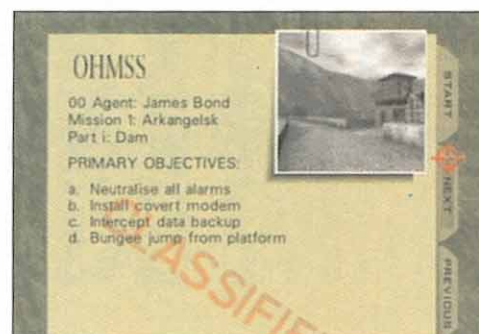 OHMSS
00 Agent: James Bond
Mission 1: Arkangelsk
Part i: Dam
PRIMARY OBJECTIVES:
a. Neutralise all alarms
b. Install covert modem
c. Intercept data backup
d. Bungee jump from platform
CLASSIFIED
START
NEXT
PREVIOUS